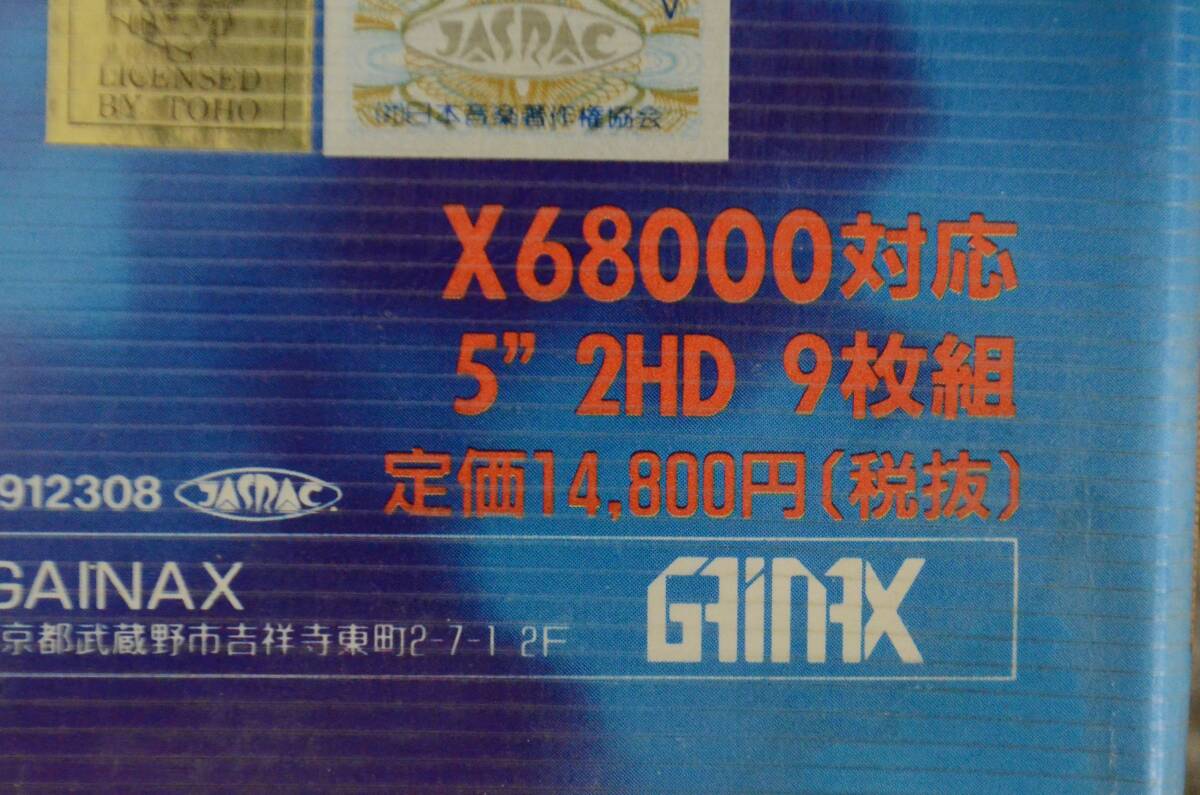 LICENSED
BY TOHO
JASRAC
V
㈳日本音楽著作権協会
X68000対応
5” 2HD 9枚組
定価14,800円(税抜)
912308 JASRAC
GAINAX
京都武蔵野市吉祥寺東町2-7-1 2F
GAINAX